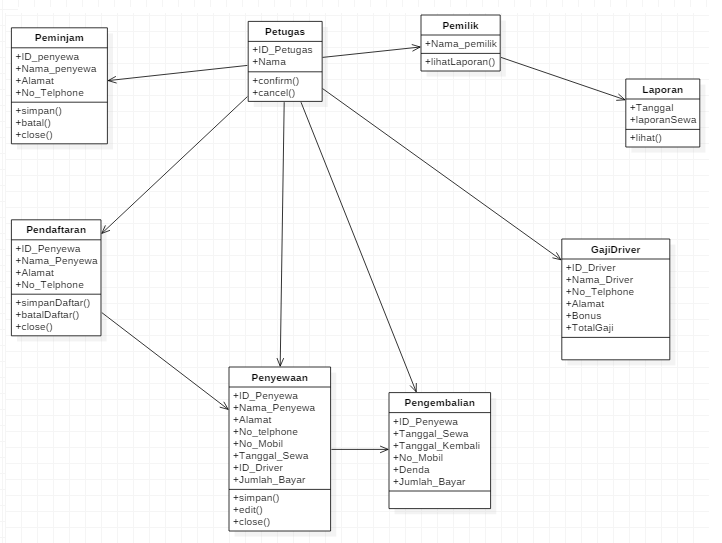 Peminjam
+ID_penyewa
+Nama_penyewa
+Alamat
+No_Telphone
+simpan()
+batal()
+close()
Petugas
+ID_Petugas
+Nama
+confirm()
+cancel()
Pemilik
+Nama_pemilik
+lihatLaporan()
Laporan
+Tanggal
+laporanSewa
+lihat()
Pendaftaran
+ID_Penyewa
+Nama_Penyewa
+Alamat
+No_Telphone
+simpanDaftar()
+batalDaftar()
+close()
GajiDriver
+ID_Driver
+Nama_Driver
+No_Telphone
+Alamat
+Bonus
+TotalGaji
Penyewaan
+ID_Penyewa
+Nama_Penyewa
+Alamat
+No_telphone
+No_Mobil
+Tanggal_Sewa
+ID_Driver
+Jumlah_Bayar
+simpan()
+edit()
+close()
Pengembalian
+ID_Penyewa
+Tanggal_Sewa
+Tanggal_Kembali
+No_Mobil
+Denda
+Jumlah_Bayar